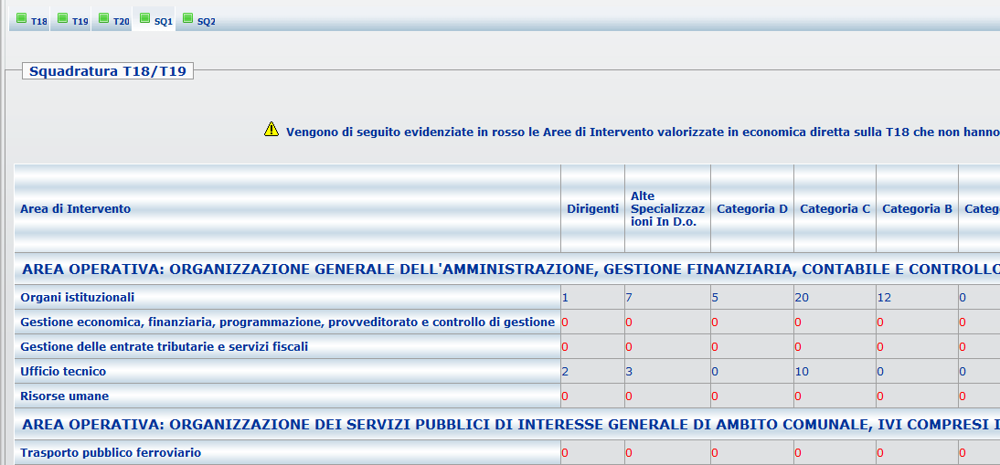 T18 T19 T20 SQ1 SQ2
Squadratura T18/T19
Vengono di seguito evidenziate in rosso le Aree di Intervento valorizzate in economica diretta sulla T18 che non hanno
Area di Intervento Dirigenti Alte Specializzaz ioni In D.o. Categoria D Categoria C Categoria B Categ
AREA OPERATIVA: ORGANIZZAZIONE GENERALE DELL'AMMINISTRAZIONE, GESTIONE FINANZIARIA, CONTABILE E CONTROLLO
Organi istituzionali 1 7 5 20 12 0
Gestione economica, finanziaria, programmazione, provveditorato e controllo di gestione 0 0 0 0 0 0
Gestione delle entrate tributarie e servizi fiscali 0 0 0 0 0 0
Ufficio tecnico 2 3 0 10 0 0
Risorse umane 0 0 0 0 0 0
AREA OPERATIVA: ORGANIZZAZIONE DEI SERVIZI PUBBLICI DI INTERESSE GENERALE DI AMBITO COMUNALE, IVI COMPRESI I
Trasporto pubblico ferroviario 0 0 0 0 0 0